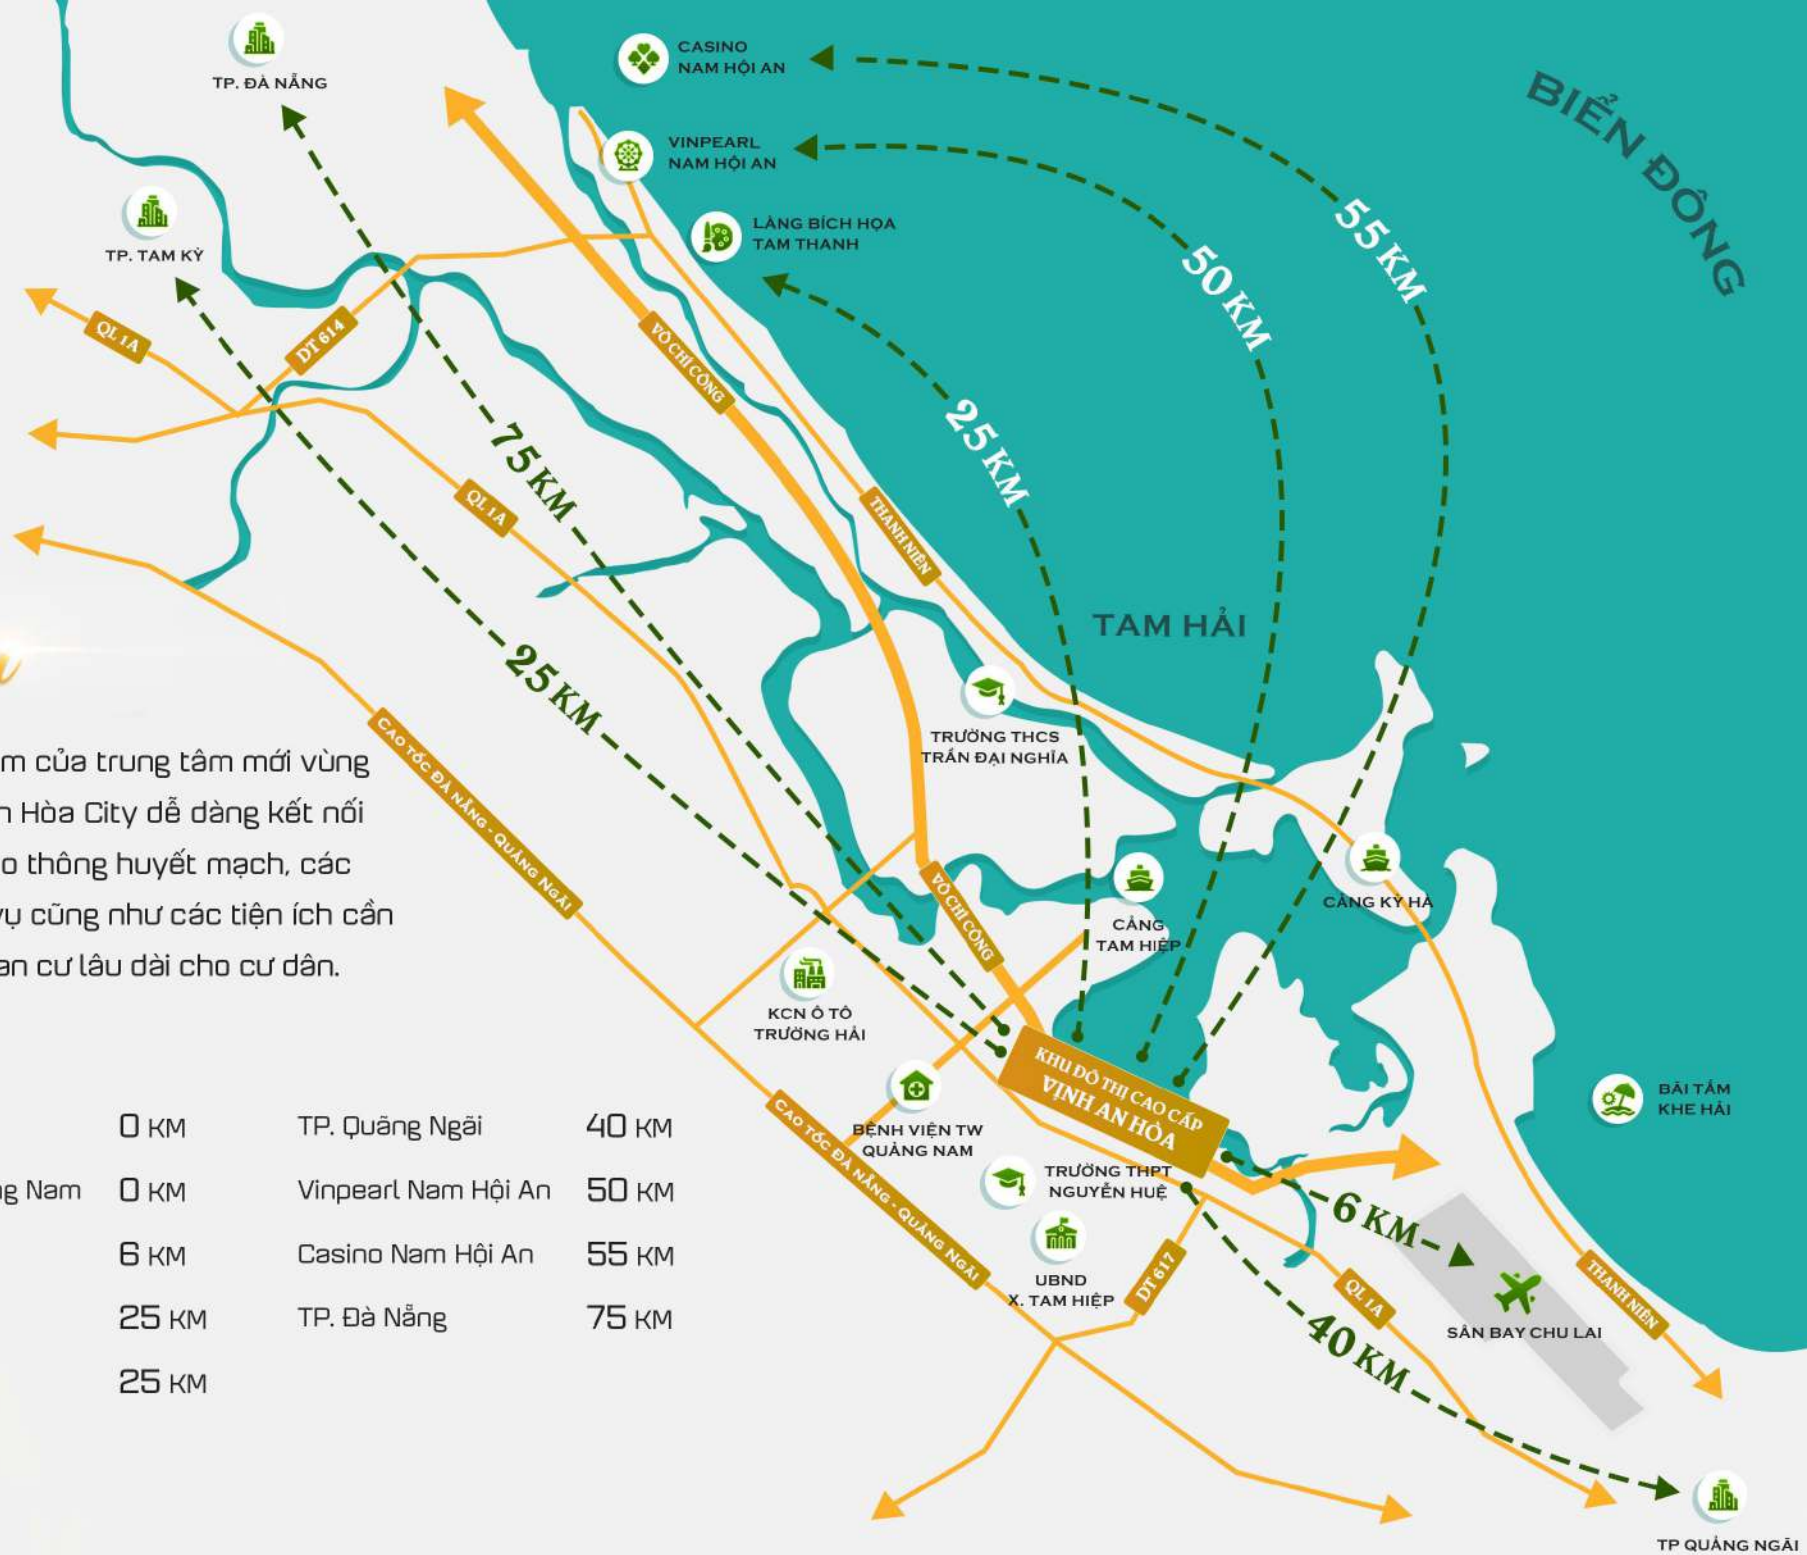 TP. ĐÀ NẴNG
CASINO
NAM HỘI AN
BIỂN ĐÔNG
VINPEARL
NAM HỘI AN
TP. TAM KỲ
LÀNG BÍCH HỌA
TAM THANH
55 KM
50 KM
QL 1A
DT 614
VÕ CHÍ CÔNG
25 KM
75 KM
QL 1A
THANH NIÊN
TAM HẢI
25 KM
TRƯỜNG THCS
TRẦN ĐẠI NGHĨA
CAO TỐC ĐÀ NẴNG - QUẢNG NGÃI
m của trung tâm mới vùng
n Hòa City dễ dàng kết nối
o thông huyết mạch, các
vụ cũng như các tiện ích cần
an cư lâu dài cho cư dân.
VÕ CHÍ CÔNG
CẢNG
TAM HIỆP
CẢNG KỲ HÀ
KCN Ô TÔ
TRƯỜNG HẢI
KHU ĐÔ THỊ CAO CẤP
VỊNH AN HÒA
BÃI TẮM
KHE HẢI
BỆNH VIỆN TW
QUẢNG NAM
CAO TỐC ĐÀ NẴNG - QUẢNG NGÃI
TRƯỜNG THPT
NGUYỄN HUỆ
UBND
X. TAM HIỆP
DT 617
6 KM
QL 1A
THANH NIÊN
SÂN BAY CHU LAI
40 KM
TP QUẢNG NGÃI
0 KM TP. Quãng Ngãi 40 KM
ng Nam 0 KM Vinpearl Nam Hội An 50 KM
6 KM Casino Nam Hội An 55 KM
25 KM TP. Đà Nẵng 75 KM
25 KM